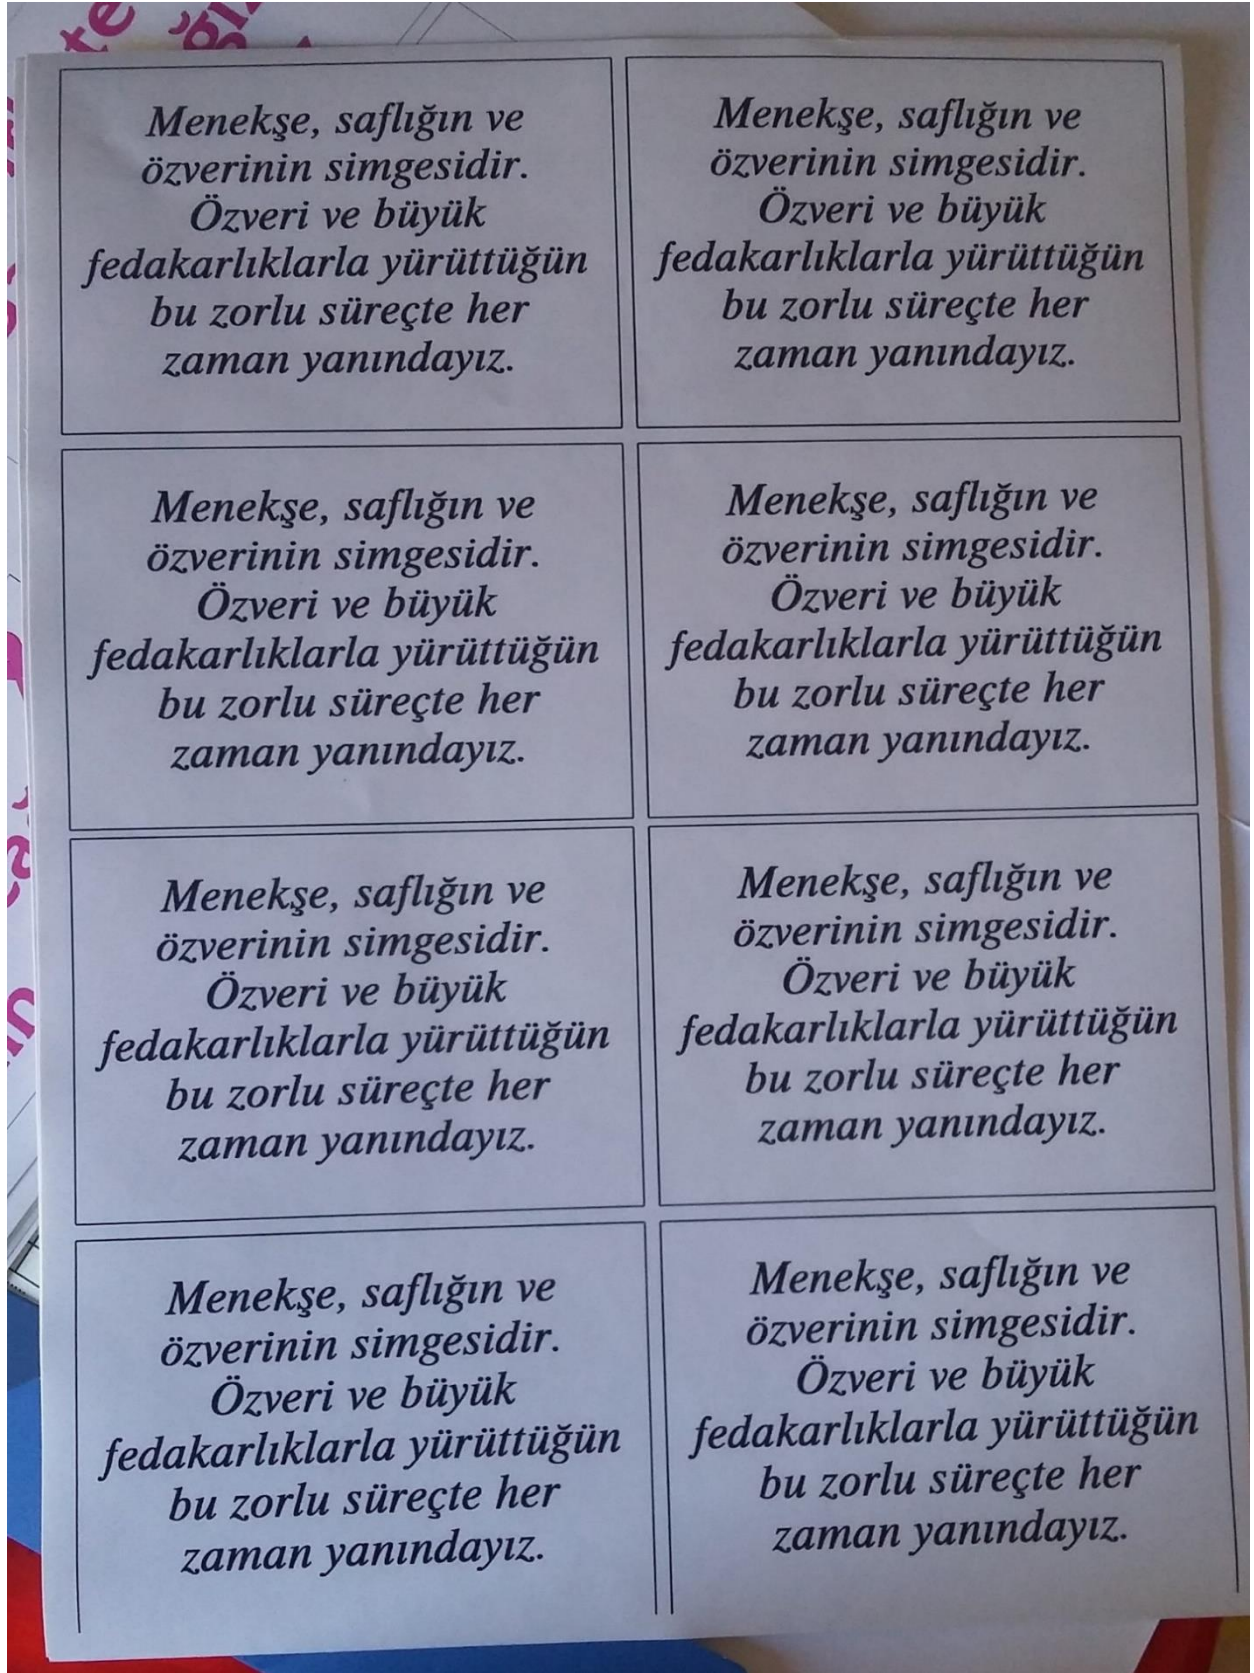 Menekşe, saflığın ve
özverinin simgesidir.
Özveri ve büyük
fedakarlıklarla yürüttüğün
bu zorlu süreçte her
zaman yanındayız.
Menekşe, saflığın ve
özverinin simgesidir.
Özveri ve büyük
fedakarlıklarla yürüttüğün
bu zorlu süreçte her
zaman yanındayız.
Menekşe, saflığın ve
özverinin simgesidir.
Özveri ve büyük
fedakarlıklarla yürüttüğün
bu zorlu süreçte her
zaman yanındayız.
Menekşe, saflığın ve
özverinin simgesidir.
Özveri ve büyük
fedakarlıklarla yürüttüğün
bu zorlu süreçte her
zaman yanındayız.
Menekşe, saflığın ve
özverinin simgesidir.
Özveri ve büyük
fedakarlıklarla yürüttüğün
bu zorlu süreçte her
zaman yanındayız.
Menekşe, saflığın ve
özverinin simgesidir.
Özveri ve büyük
fedakarlıklarla yürüttüğün
bu zorlu süreçte her
zaman yanındayız.
Menekşe, saflığın ve
özverinin simgesidir.
Özveri ve büyük
fedakarlıklarla yürüttüğün
bu zorlu süreçte her
zaman yanındayız.
Menekşe, saflığın ve
özverinin simgesidir.
Özveri ve büyük
fedakarlıklarla yürüttüğün
bu zorlu süreçte her
zaman yanındayız.